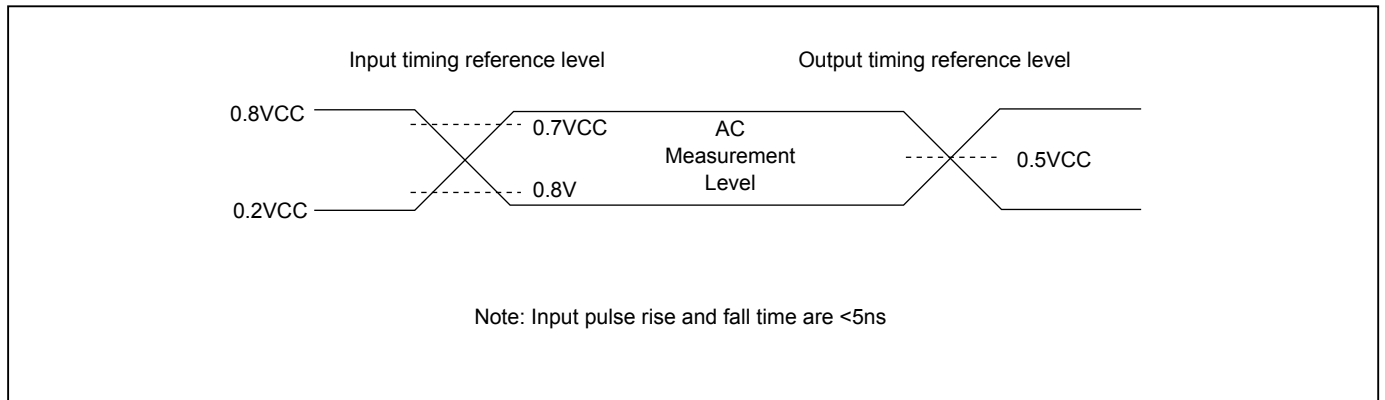 Input timing reference level
Output timing reference level
0.8VCC
0.7VCC
AC
Measurement
Level
0.5VCC
0.8V
0.2VCC
Note: Input pulse rise and fall time are <5ns